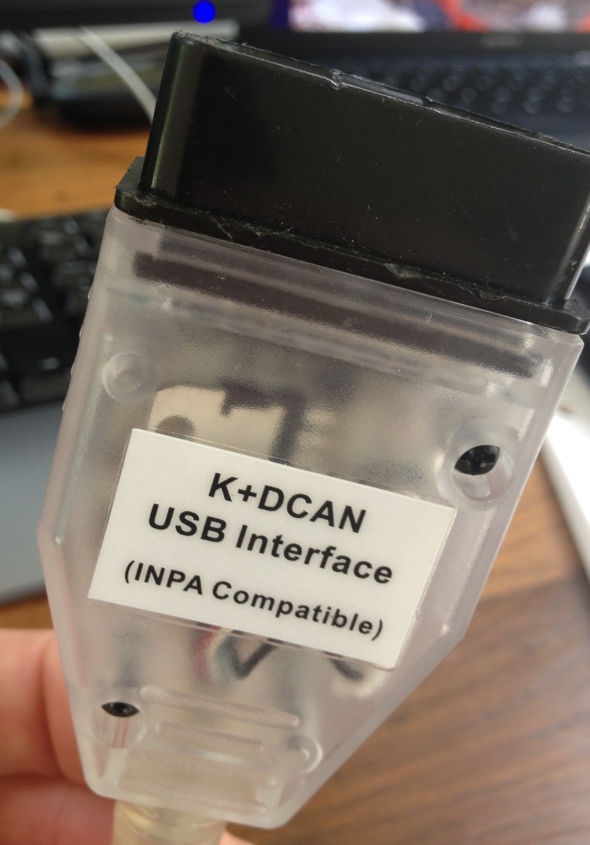 K+DCAN
USB Interface
(INPA Compatible)